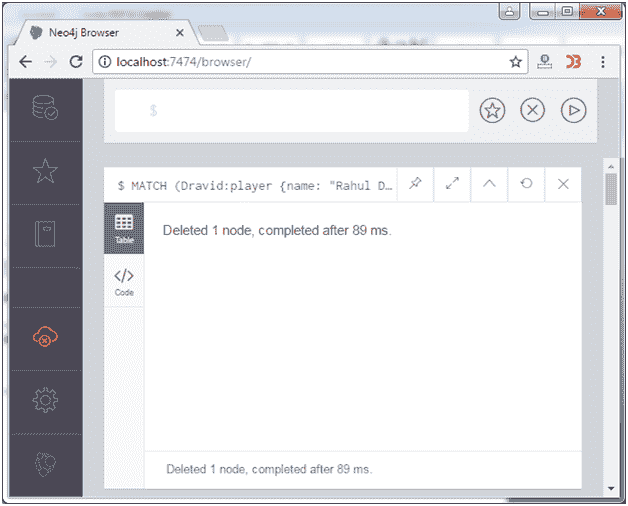 Neo4j Browser
localhost:7474/browser/
$
$ MATCH (Dravid:player {name: "Rahul D…
Table
Deleted 1 node, completed after 89 ms.
Code
Deleted 1 node, completed after 89 ms.